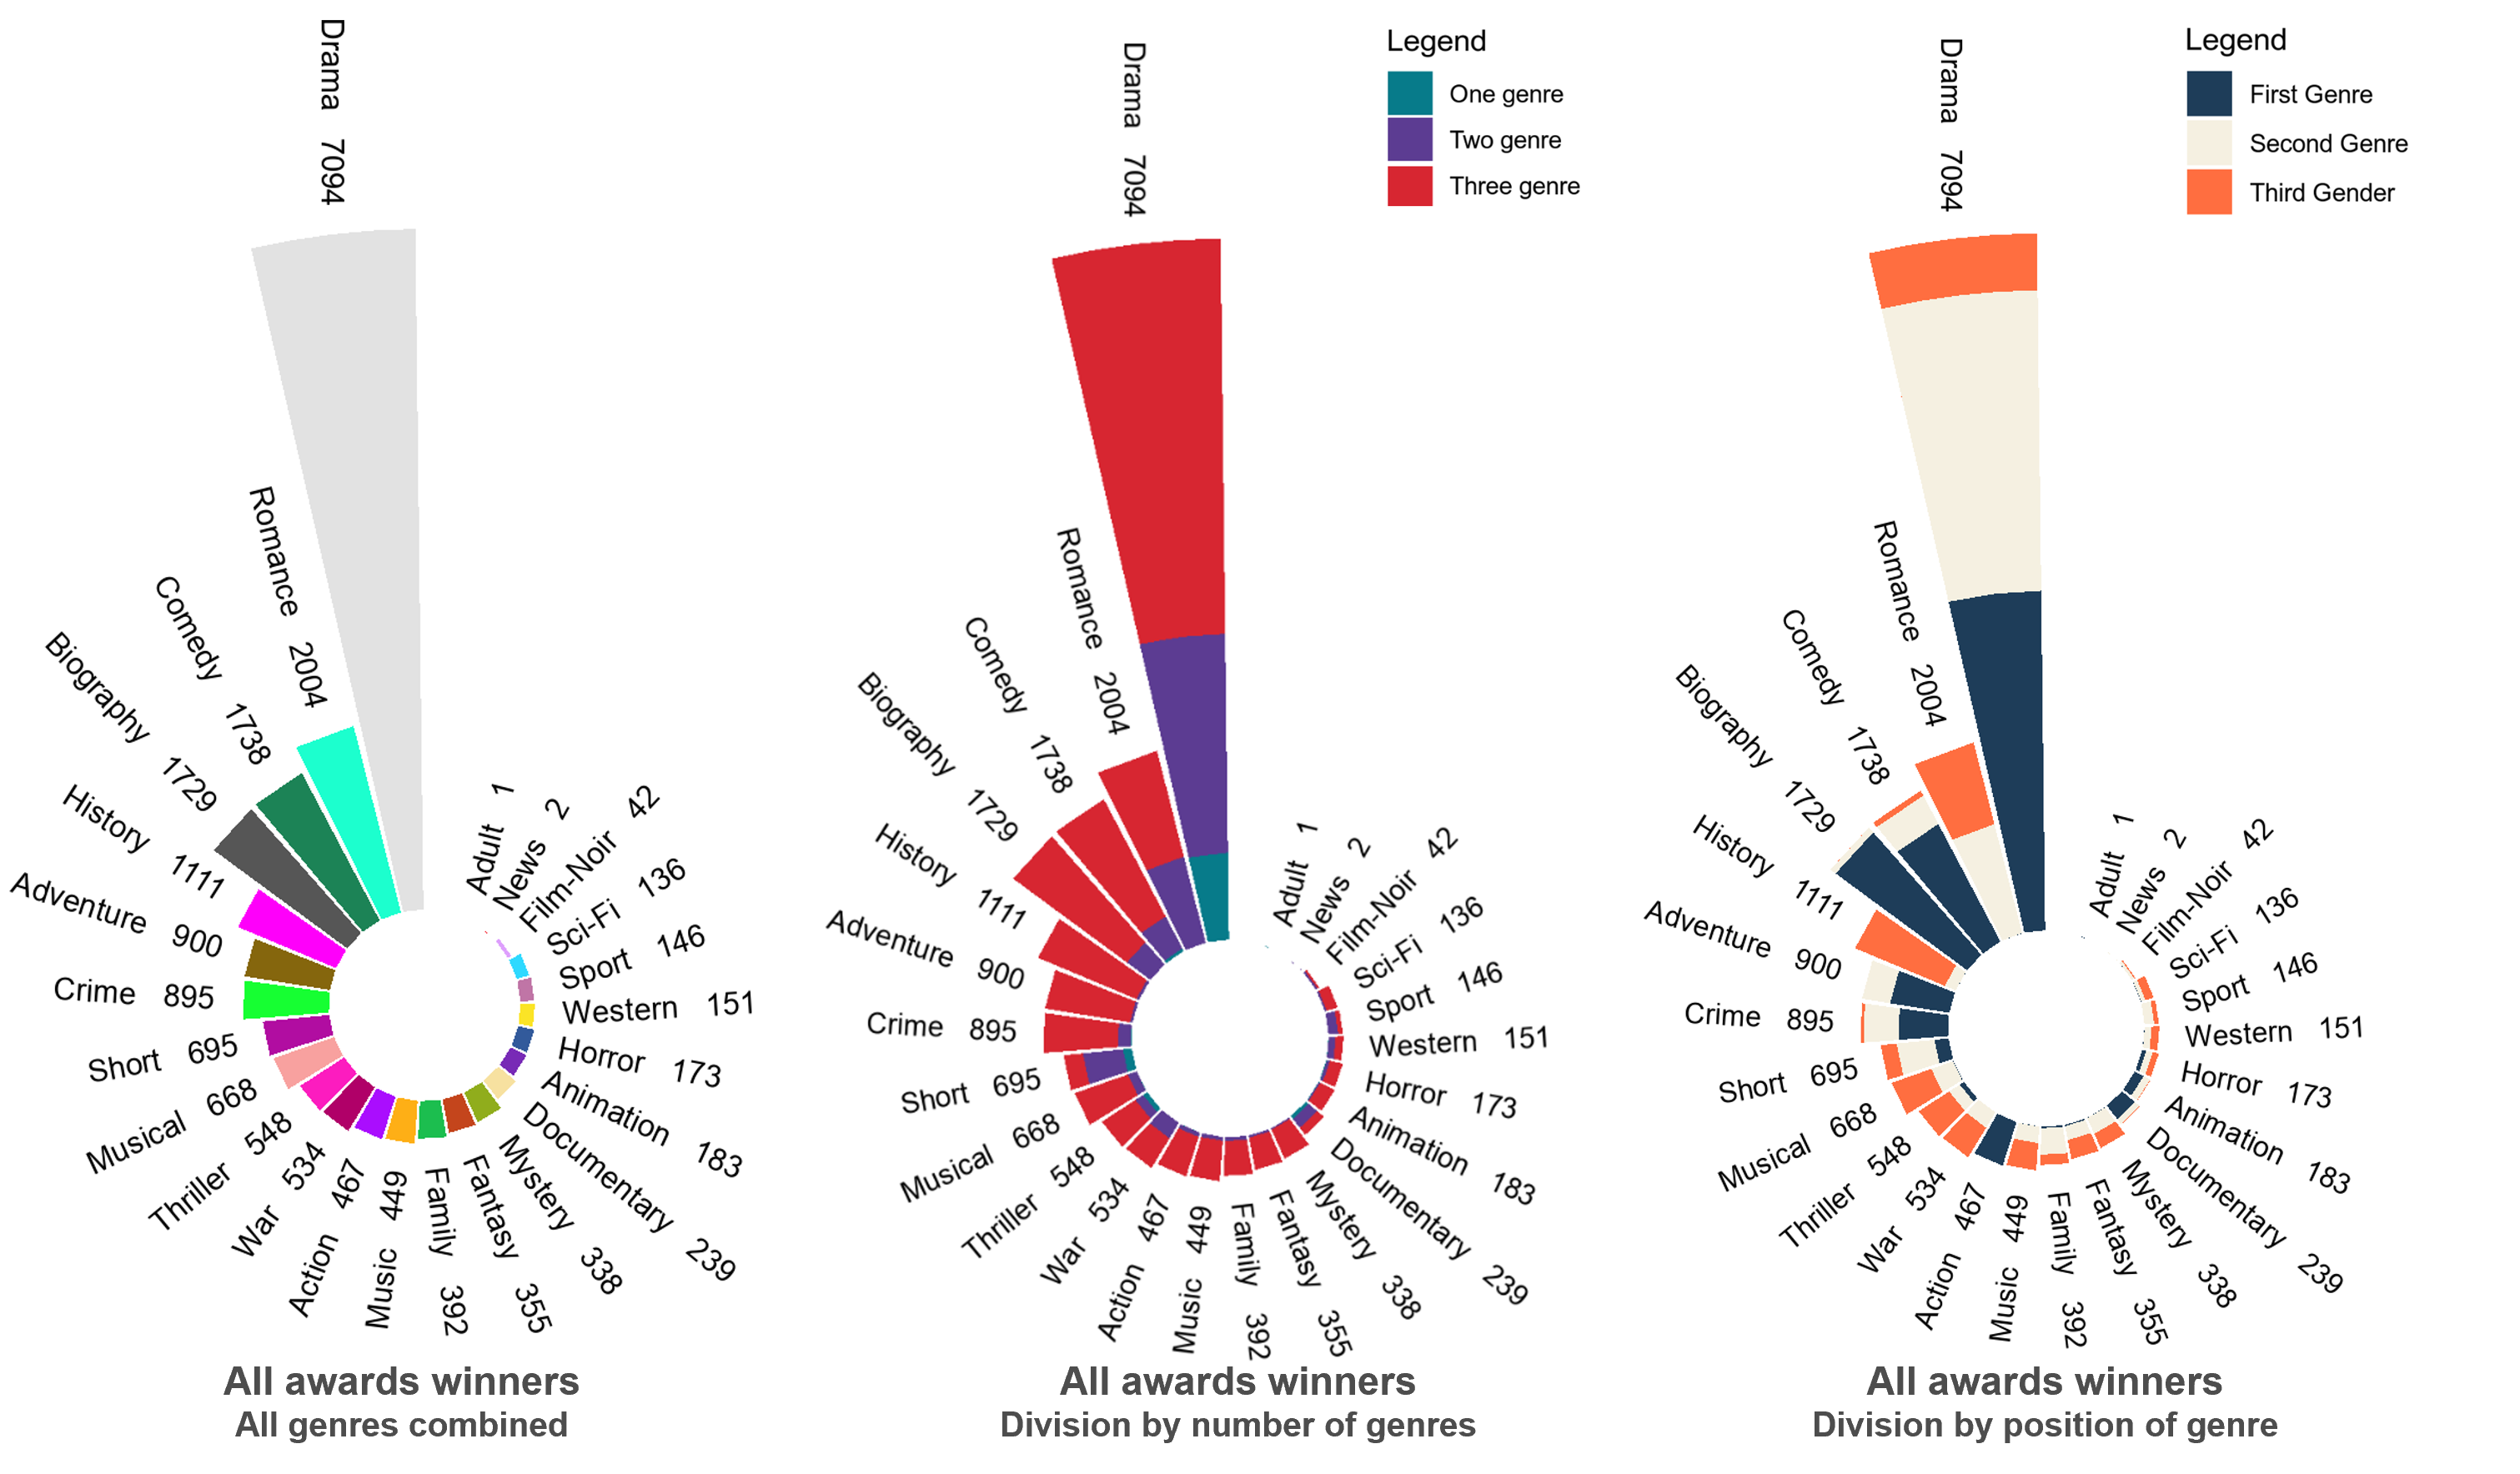 Drama 7094
Romance 2004
Comedy 1738
Biography 1729
History 1111
Adventure 900
Crime 895
Short 695
Musical 668
Thriller 548
War 534
Action 467
Music 449
Family 392
Fantasy 355
Mystery 338
Documentary 239
Animation 183
Horror 173
Western 151
Sport 146
Sci-Fi 136
Film-Noir 42
News 2
Adult 1
All awards winners
All genres combined
Legend
One genre
Two genre
Three genre
Drama 7094
Romance 2004
Comedy 1738
Biography 1729
History 1111
Adventure 900
Crime 895
Short 695
Musical 668
Thriller 548
War 534
Action 467
Music 449
Family 392
Fantasy 355
Mystery 338
Documentary 239
Animation 183
Horror 173
Western 151
Sport 146
Sci-Fi 136
Film-Noir 42
News 2
Adult 1
All awards winners
Division by number of genres
Legend
First Genre
Second Genre
Third Gender
Drama 7094
Romance 2004
Comedy 1738
Biography 1729
History 1111
Adventure 900
Crime 895
Short 695
Musical 668
Thriller 548
War 534
Action 467
Music 449
Family 392
Fantasy 355
Mystery 338
Documentary 239
Animation 183
Horror 173
Western 151
Sport 146
Sci-Fi 136
Film-Noir 42
News 2
Adult 1
All awards winners
Division by position of genre